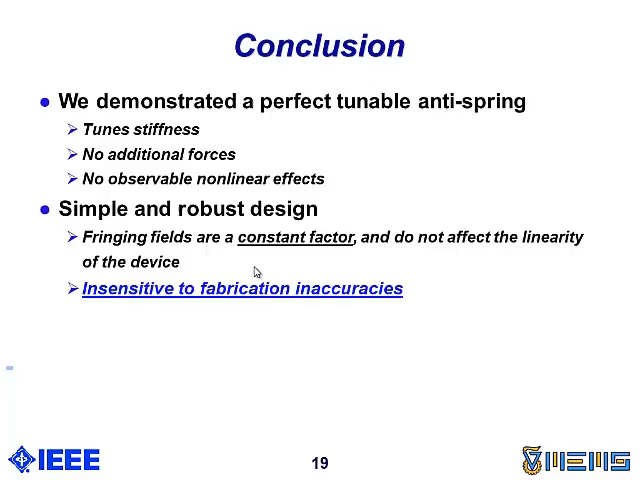 Conclusion
● We demonstrated a perfect tunable anti-spring
➢ Tunes stiffness
➢ No additional forces
➢ No observable nonlinear effects
● Simple and robust design
➢ Fringing fields are a constant factor, and do not affect the linearity
of the device
➢ Insensitive to fabrication inaccuracies
IEEE
19
MEMS